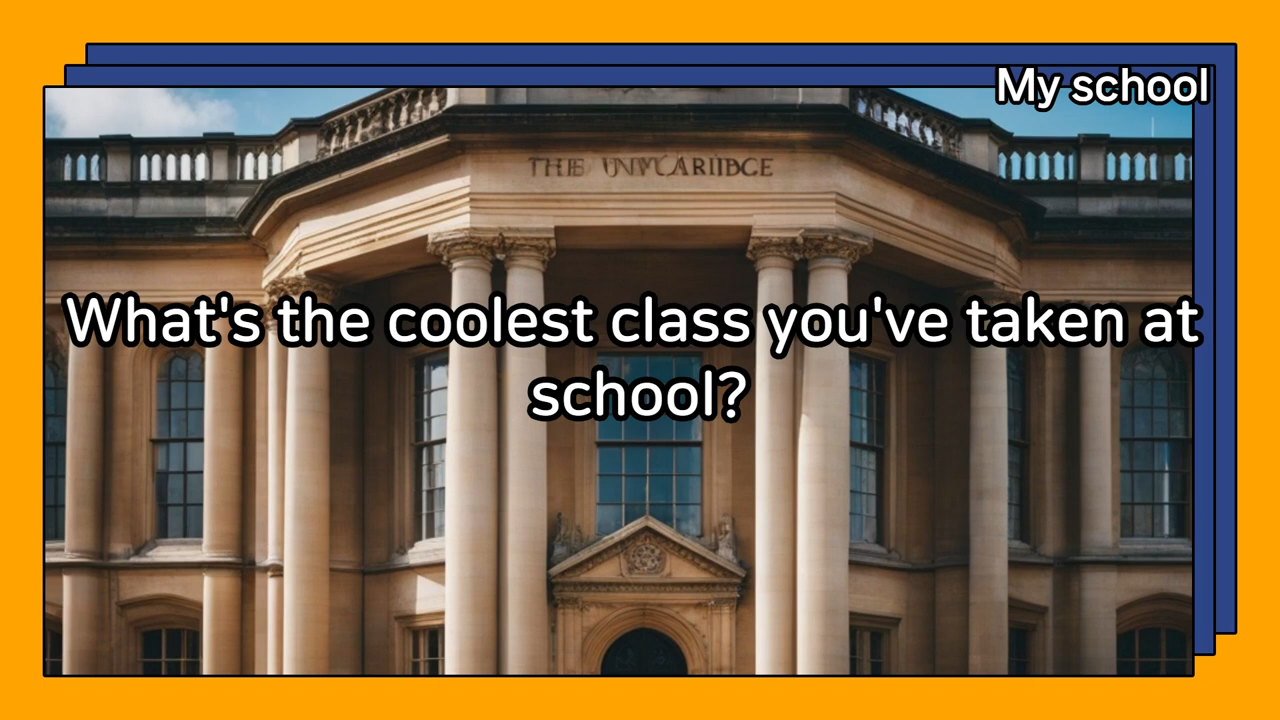 My school
THE
What's the coolest class you've taken at
school?